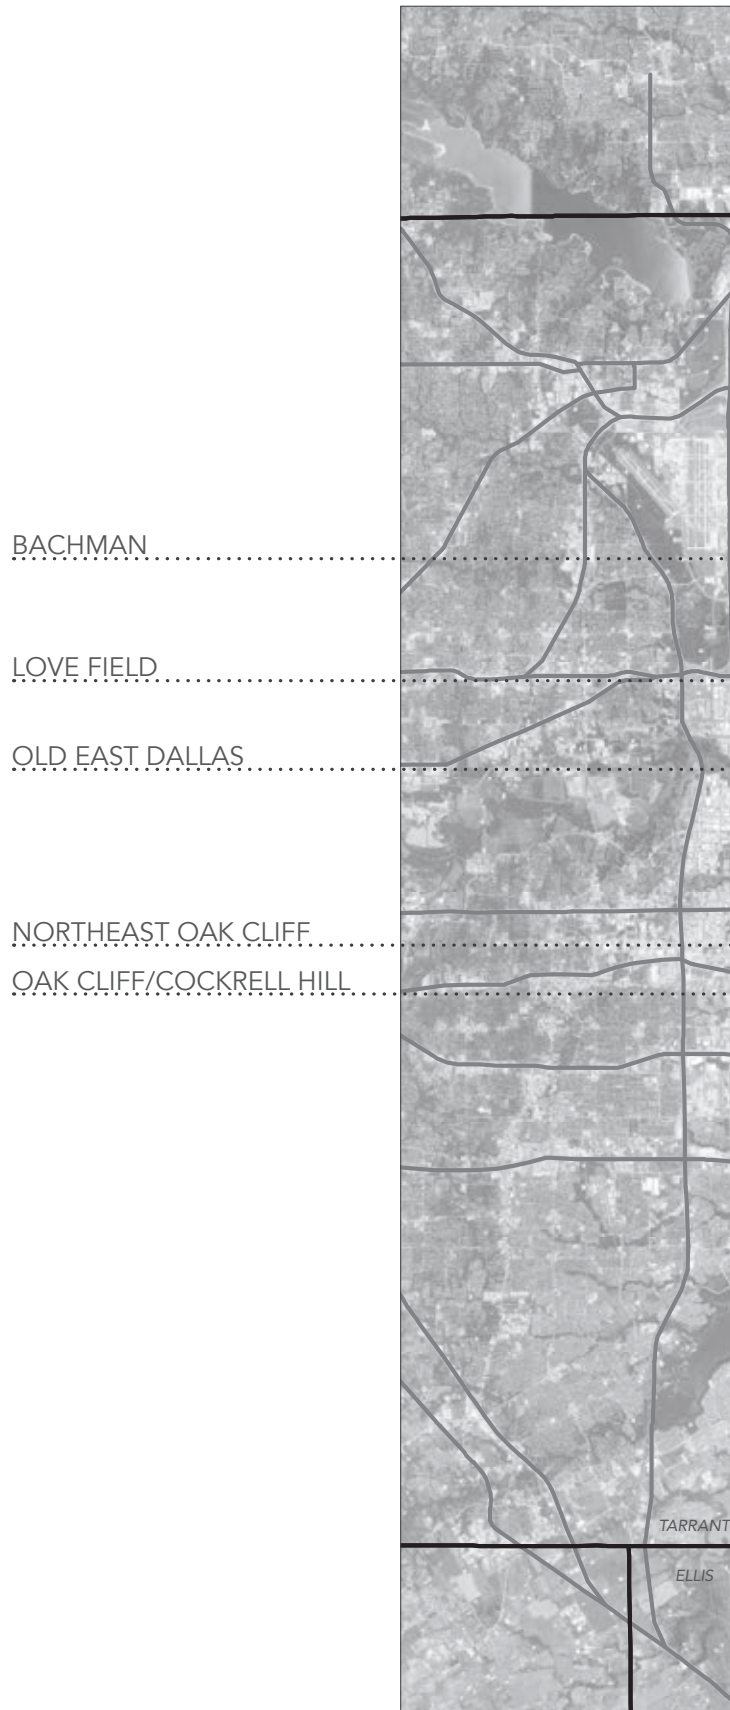 BACHMAN
LOVE FIELD
OLD EAST DALLAS
NORTHEAST OAK CLIFF
OAK CLIFF/COCKRELL HILL
TARRANT
ELLIS